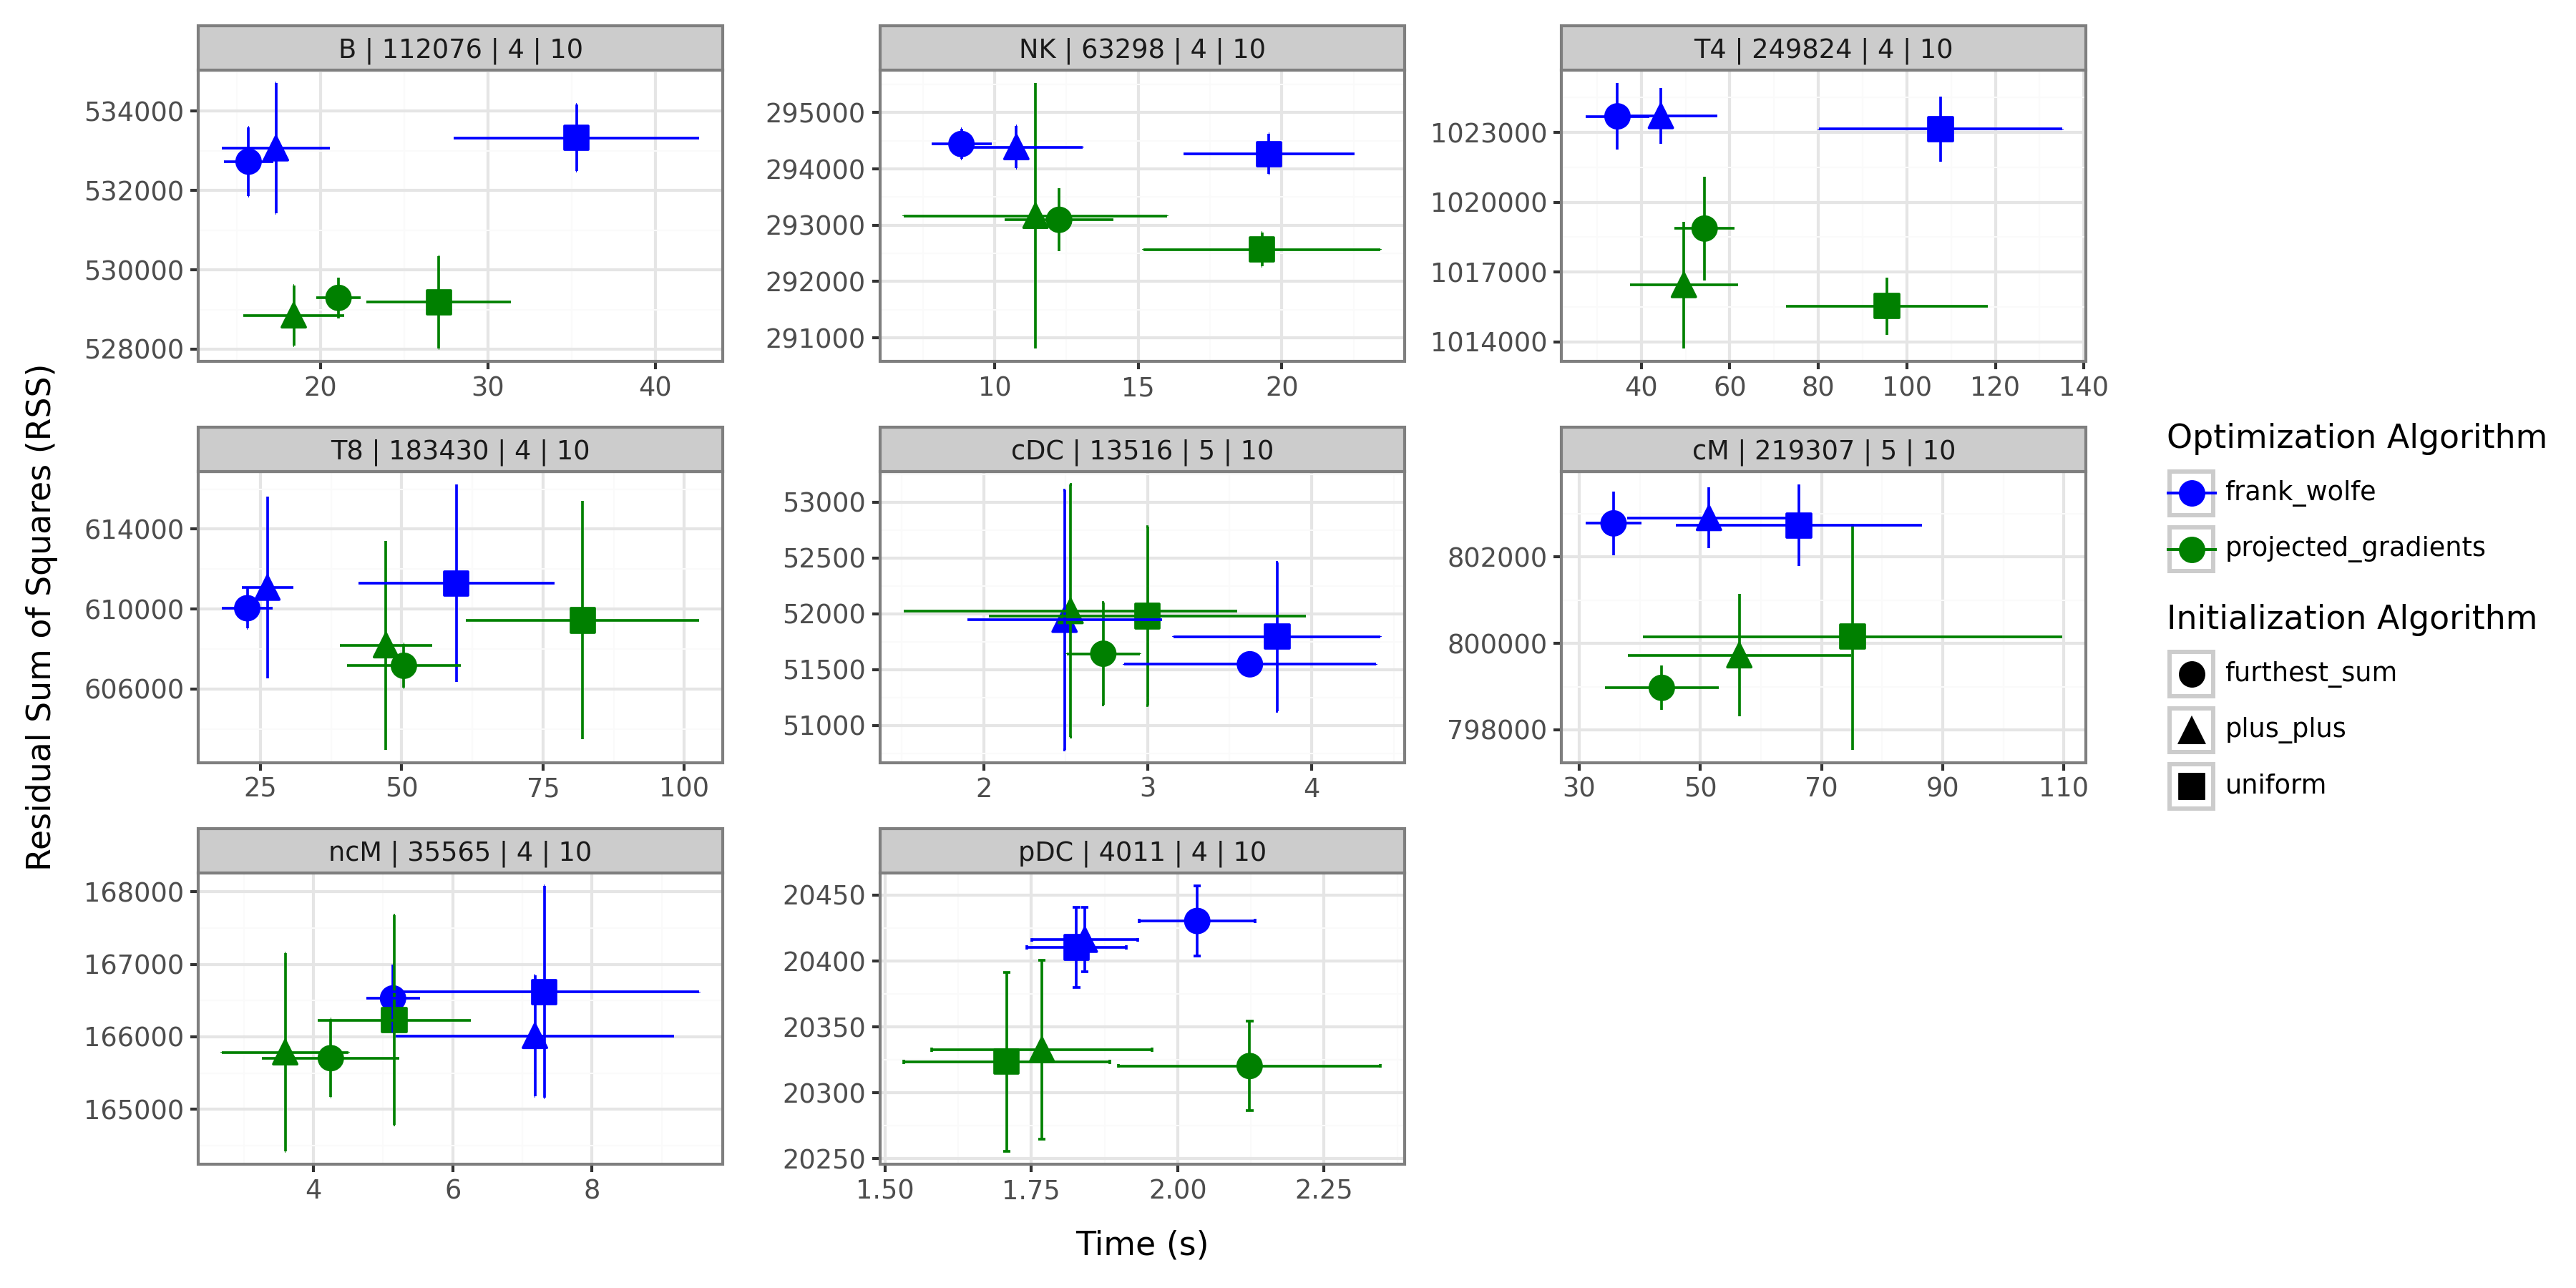 B | 112076 | 4 | 10
NK | 63298 | 4 | 10
T4 | 249824 | 4 | 10
534000
532000
530000
528000
20 30 40
295000
294000
293000
292000
291000
10 15 20
1023000
1020000
1017000
1014000
40 60 80 100 120 140
T8 | 183430 | 4 | 10
cDC | 13516 | 5 | 10
cM | 219307 | 5 | 10
614000
610000
606000
25 50 75 100
53000
52500
52000
51500
51000
2 3 4
802000
800000
798000
30 50 70 90 110
ncM | 35565 | 4 | 10
pDC | 4011 | 4 | 10
168000
167000
166000
165000
4 6 8
20450
20400
20350
20300
20250
1.50 1.75 2.00 2.25
Residual Sum of Squares (RSS)
Time (s)
Optimization Algorithm
frank_wolfe
projected_gradients
Initialization Algorithm
furthest_sum
plus_plus
uniform